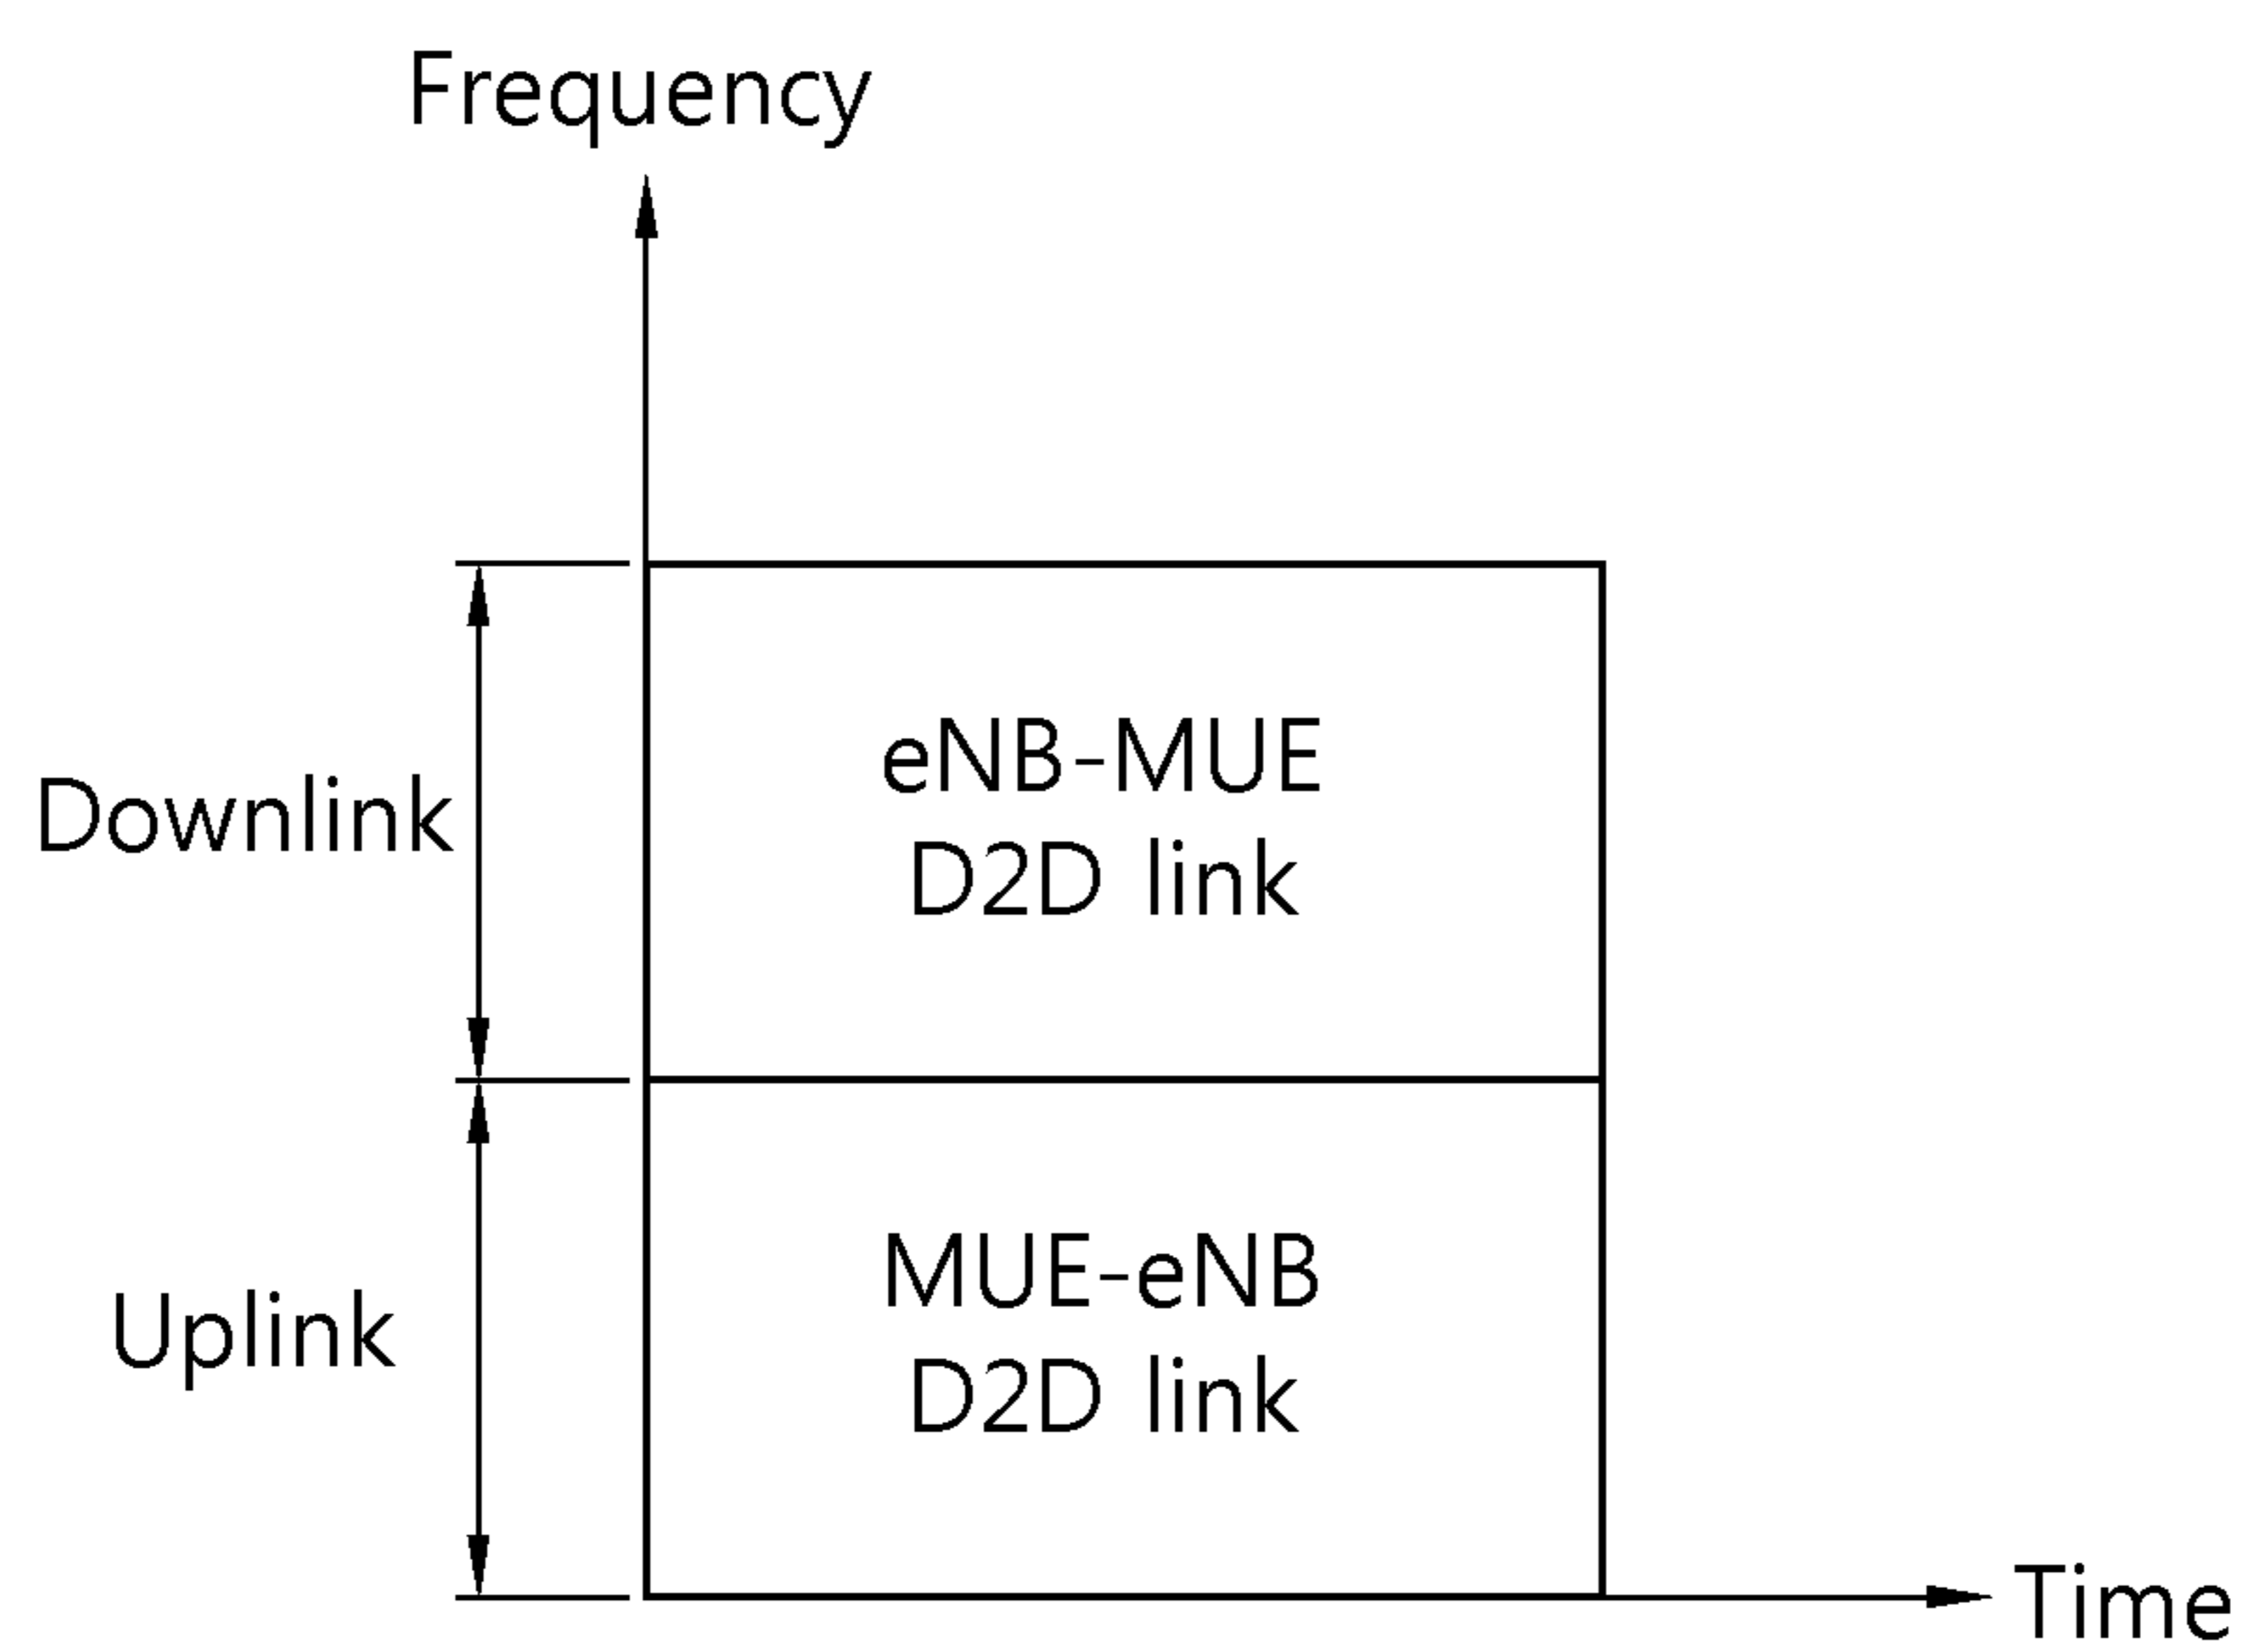 Frequency
Downlink
eNB-MUE
D2D link
Uplink
MUE-eNB
D2D link
Time